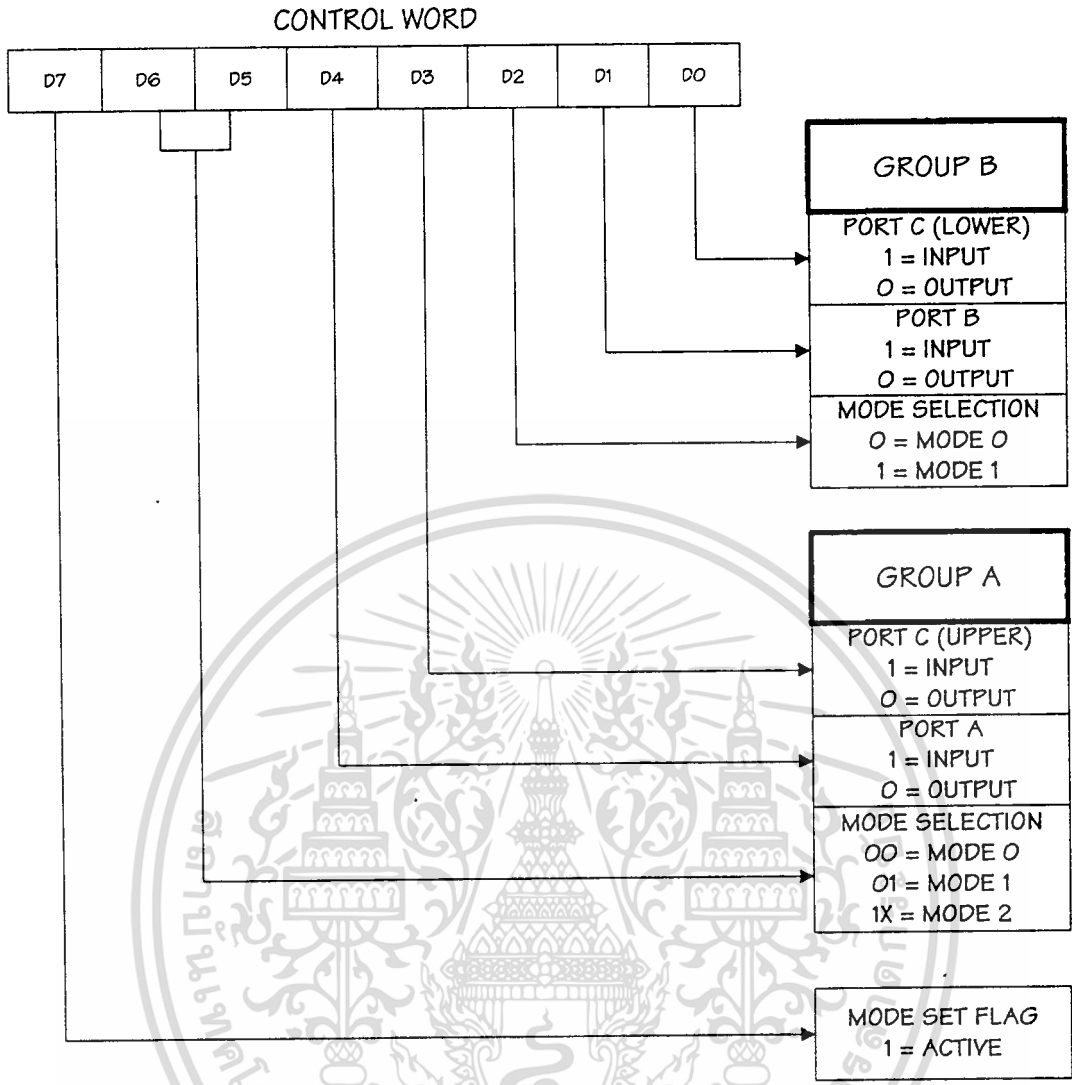 CONTROL WORD
D7 D6 D5 D4 D3 D2 D1 D0
GROUP B
PORT C (LOWER)
1 = INPUT
0 = OUTPUT
PORT B
1 = INPUT
0 = OUTPUT
MODE SELECTION
0 = MODE 0
1 = MODE 1
GROUP A
PORT C (UPPER)
1 = INPUT
0 = OUTPUT
PORT A
1 = INPUT
0 = OUTPUT
MODE SELECTION
00 = MODE 0
01 = MODE 1
1X = MODE 2
MODE SET FLAG
1 = ACTIVE